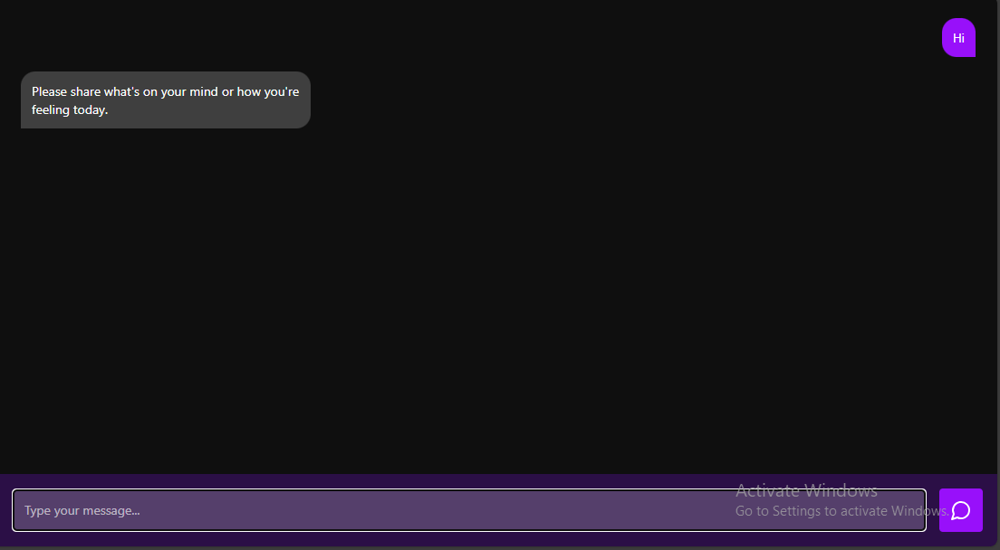 Hi
Please share what's on your mind or how you're
feeling today.
Activate Windows
Type your message...
Go to Settings to activate Windows.